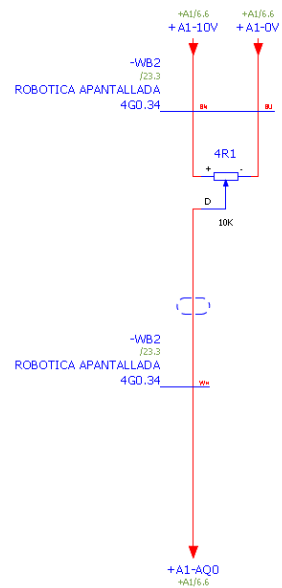 +A1/6.6 +A1/6.6
+A1-10V +A1-0V
-WB2
/23.3
ROBOTICA APANTALLADA
4G0.34
BN BU
4R1
+ -
D
10K
-WB2
/23.3
ROBOTICA APANTALLADA
4G0.34
WH
+A1-AQ0
+A1/6.6